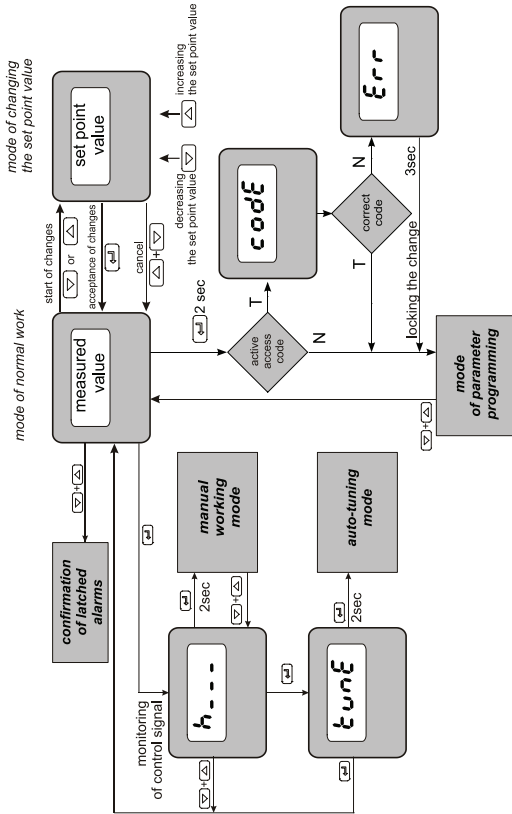 mode of normal work
mode of changing
the set point value
measured
value
start of changes
or
acceptance of changes
cancel
+
set point
value
decreasing
the set point value
increasing
the set point value
+
confirmation
of latched
alarms
2 sec
active
access
code
T
N
codE
correct
code
T
N
Err
3sec
locking the change
mode
of parameter
programming
+
monitoring
of control signal
h---
2sec
+
manual
working
mode
+
tunE
2sec
auto-tuning
mode